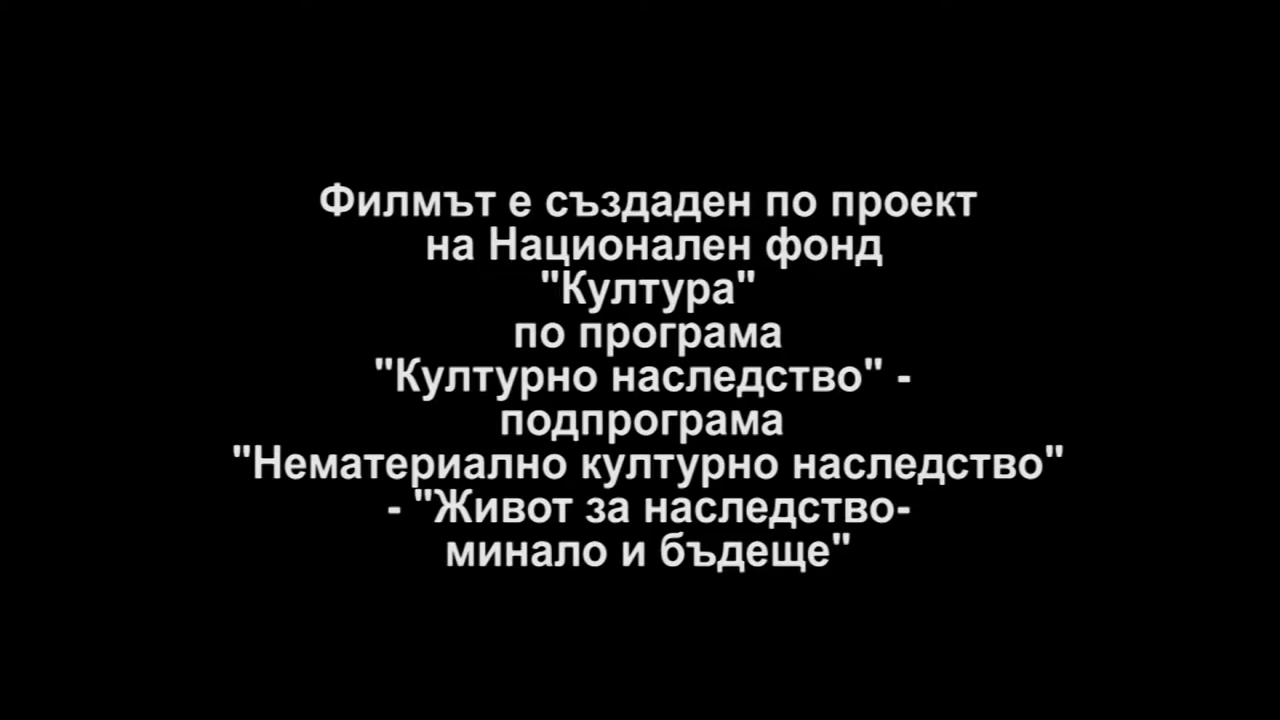 Филмът е създаден по проект
на Национален фонд
"Култура"
по програма
"Културно наследство" -
подпрограма
"Нематериално културно наследство"
- "Живот за наследство-
минало и бъдеще"